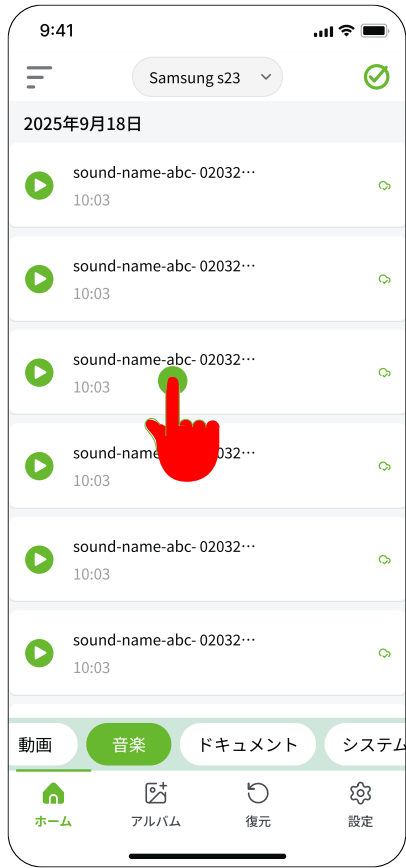 9:41
Samsung s23
2025年9月18日
sound-name-abc- 02032⋯
10:03
sound-name-abc- 02032⋯
10:03
sound-name-abc- 02032⋯
10:03
sound-name 032⋯
10:03
sound-name-abc- 02032⋯
10:03
sound-name-abc- 02032⋯
10:03
動画 音楽 ドキュメント システム
ホーム アルバム 復元 設定